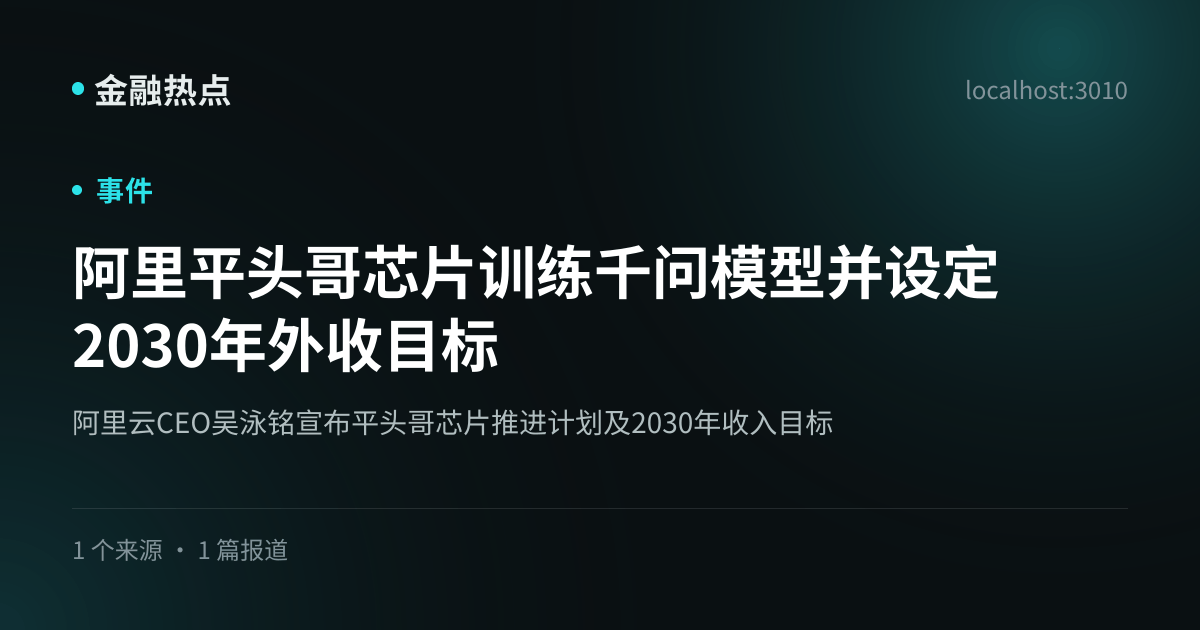 金融热点
localhost:3010
事件
阿里平头哥芯片训练千问模型并设定
2030年外收目标
阿里云CEO吴泳铭宣布平头哥芯片推进计划及2030年收入目标
1 个来源 · 1 篇报道